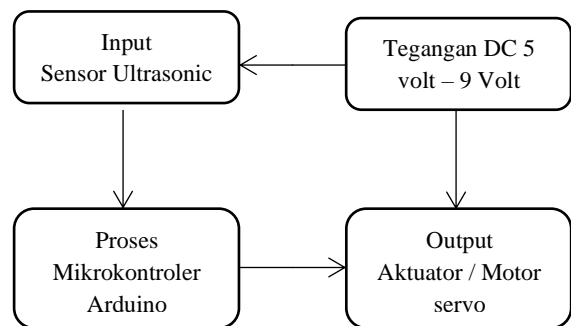 Input
Sensor Ultrasonic
Tegangan DC 5
volt – 9 Volt
Proses
Mikrokontroler
Arduino
Output
Aktuator / Motor
servo